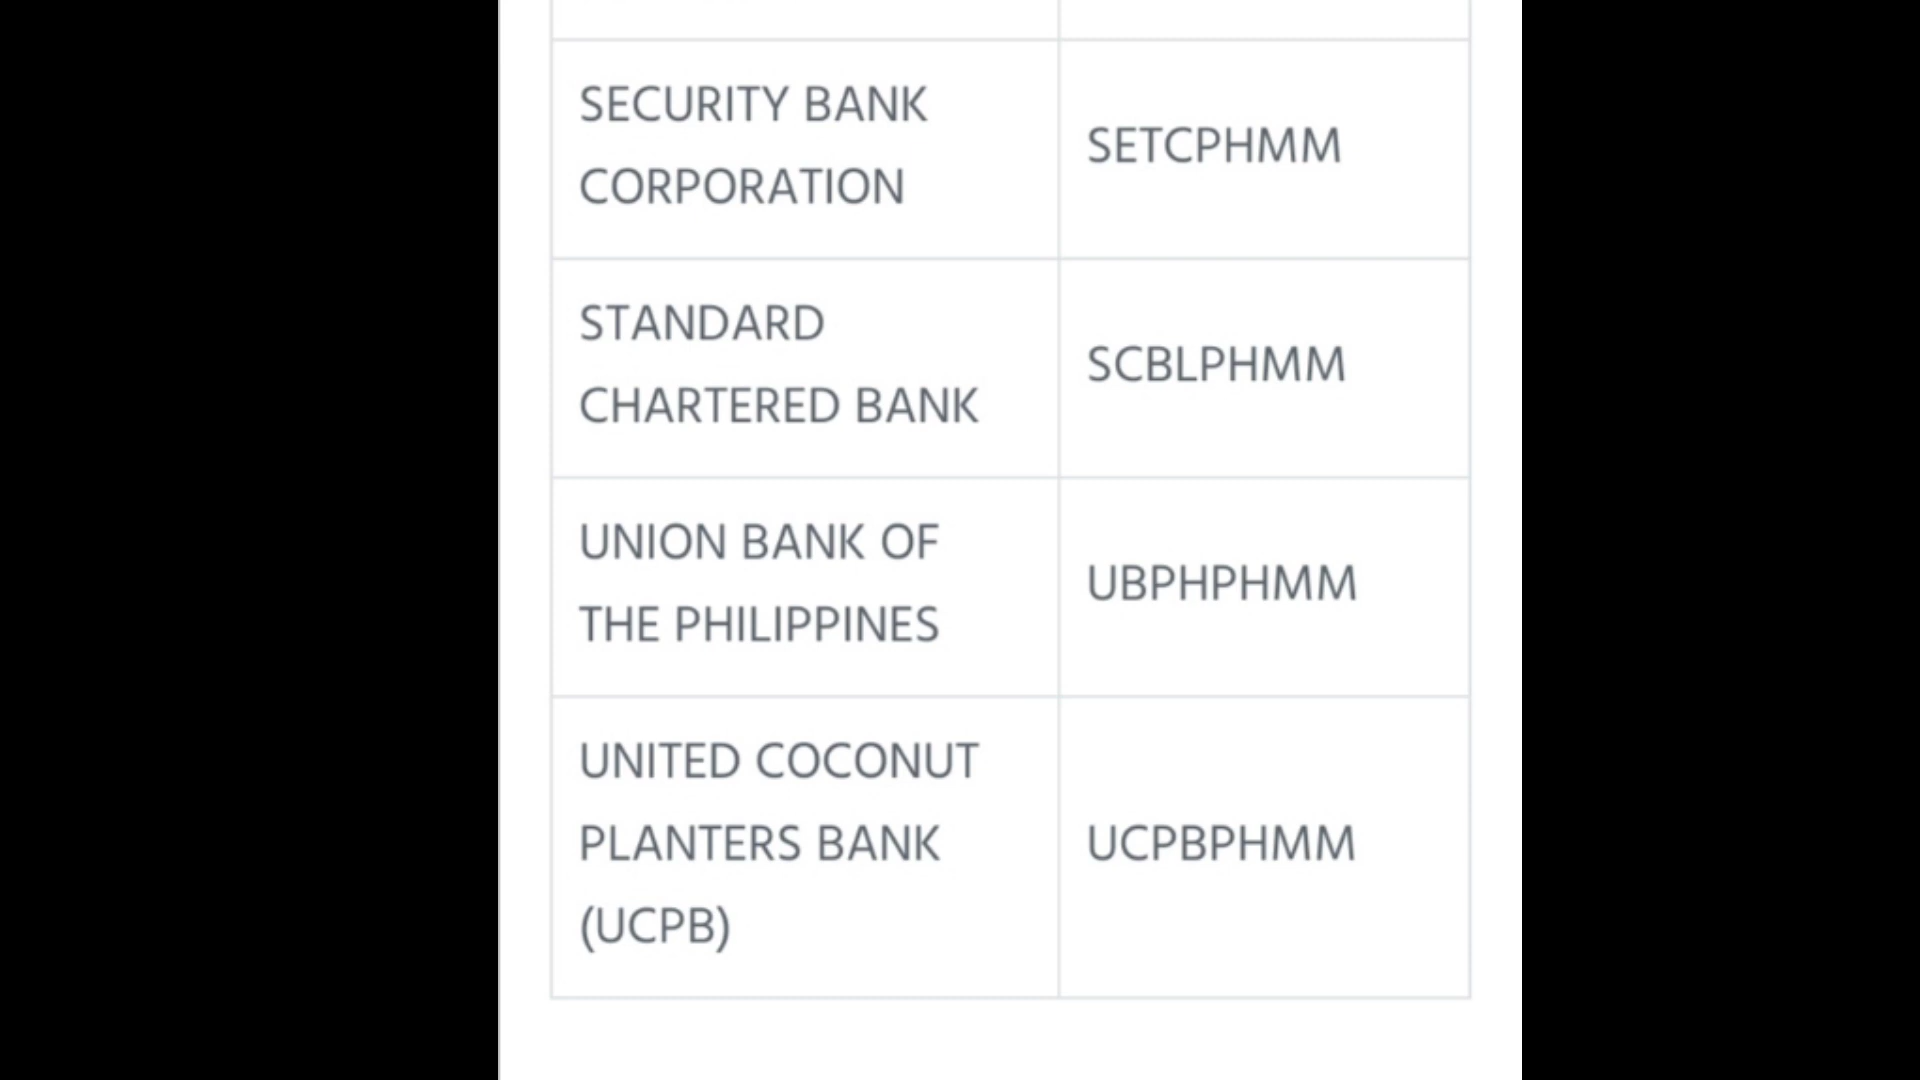 SECURITY BANK
CORPORATION
SETCPHMM
STANDARD
CHARTERED BANK
SCBLPHMM
UNION BANK OF
THE PHILIPPINES
UBPHPHMM
UNITED COCONUT
PLANTERS BANK
(UCPB)
UCPBPHMM